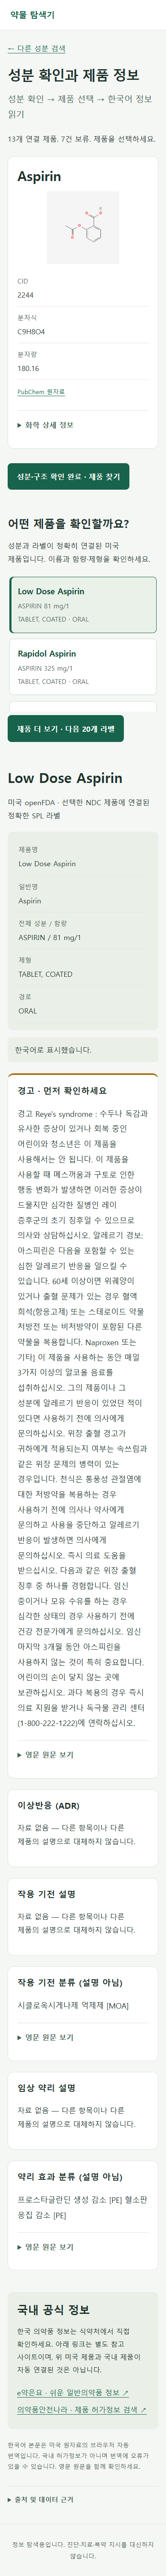 약물 탐색기
← 다른 성분 검색
성분 확인과 제품 정보
성분 확인 → 제품 선택 → 한국어 정보
읽기
13개 연결 제품, 7건 보류. 제품을 선택하세요.
Aspirin
CID
2244
분자식
C9H8O4
분자량
180.16
PubChem 원자료
▶ 화학 상세 정보
성분·구조 확인 완료 · 제품 찾기
어떤 제품을 확인할까요?
성분과 라벨이 정확히 연결된 미국
제품입니다. 이름과 함량·제형을 확인하세요.
Low Dose Aspirin
ASPIRIN 81 mg/1
TABLET, COATED · ORAL
Rapidol Aspirin
ASPIRIN 325 mg/1
TABLET, COATED · ORAL
제품 더 보기 · 다음 20개 라벨
Low Dose Aspirin
미국 openFDA · 선택한 NDC 제품에 연결된
정확한 SPL 라벨
제품명
Low Dose Aspirin
일반명
Aspirin
전체 성분 / 함량
ASPIRIN / 81 mg/1
제형
TABLET, COATED
경로
ORAL
한국어로 표시했습니다.
경고 · 먼저 확인하세요
경고 Reye's syndrome : 수두나 독감과
유사한 증상이 있거나 회복 중인
어린이와 청소년은 이 제품을
사용해서는 안 됩니다. 이 제품을
사용할 때 메스꺼움과 구토로 인한
행동 변화가 발생하면 이러한 증상이
드물지만 심각한 질병인 레이
증후군의 초기 징후일 수 있으므로
의사와 상담하십시오. 알레르기 경보:
아스피린은 다음을 포함할 수 있는
심한 알레르기 반응을 일으킬 수
있습니다. 60세 이상이면 위궤양이
있거나 출혈 문제가 있는 경우 혈액
희석(항응고제) 또는 스테로이드 약물
처방전 또는 비처방약이 포함된 다른
약물을 복용합니다. Naproxen 또는
기타] 이 제품을 사용하는 동안 매일
3가지 이상의 알코올 음료를
섭취하십시오. 그의 제품이나 그
성분에 알레르기 반응이 있었던 적이
있다면 사용하기 전에 의사에게
문의하십시오. 위장 출혈 경고가
귀하에게 적용되는지 여부는 속쓰림과
같은 위장 문제의 병력이 있는
경우입니다. 천식은 통풍성 관절염에
대한 처방약을 복용하는 경우
사용하기 전에 의사나 약사에게
문의하고 사용을 중단하고 알레르기
반응이 발생하면 의사에게
문의하십시오. 즉시 의료 도움을
받으십시오. 다음과 같은 위장 출혈
징후 중 하나를 경험합니다. 임신
중이거나 모유 수유를 하는 경우
심각한 상태의 경우 사용하기 전에
건강 전문가에게 문의하십시오. 임신
마지막 3개월 동안 아스피린을
사용하지 않는 것이 특히 중요합니다.
어린이의 손이 닿지 않는 곳에
보관하십시오. 과다 복용의 경우 즉시
의료 지원을 받거나 독극물 관리 센터
(1-800-222-1222)에 연락하십시오.
▶ 영문 원문 보기
이상반응 (ADR)
자료 없음 — 다른 항목이나 다른
제품의 설명으로 대체하지 않습니다.
작용 기전 설명
자료 없음 — 다른 항목이나 다른
제품의 설명으로 대체하지 않습니다.
작용 기전 분류 (설명 아님)
시클로옥시게나제 억제제 [MOA]
▶ 영문 원문 보기
임상 약리 설명
자료 없음 — 다른 항목이나 다른
제품의 설명으로 대체하지 않습니다.
약리 효과 분류 (설명 아님)
프로스타글란딘 생성 감소 [PE] 혈소판
응집 감소 [PE]
▶ 영문 원문 보기
국내 공식 정보
한국 의약품 정보는 식약처에서 직접
확인하세요. 아래 링크는 별도 참고
사이트이며, 위 미국 제품과 국내 제품이
자동 연결된 것은 아닙니다.
e약은요 · 쉬운 일반의약품 정보 ↗
의약품안전나라 · 제품 허가정보 검색 ↗
한국어 본문은 미국 원자료의 브라우저 자동
번역입니다. 국내 허가정보가 아니며 번역에 오류가
있을 수 있습니다. 영문 원문을 함께 확인하세요.
▶ 출처 및 데이터 근거
정보 탐색용입니다. 진단·치료·복약 지시를 대신하지
않습니다.